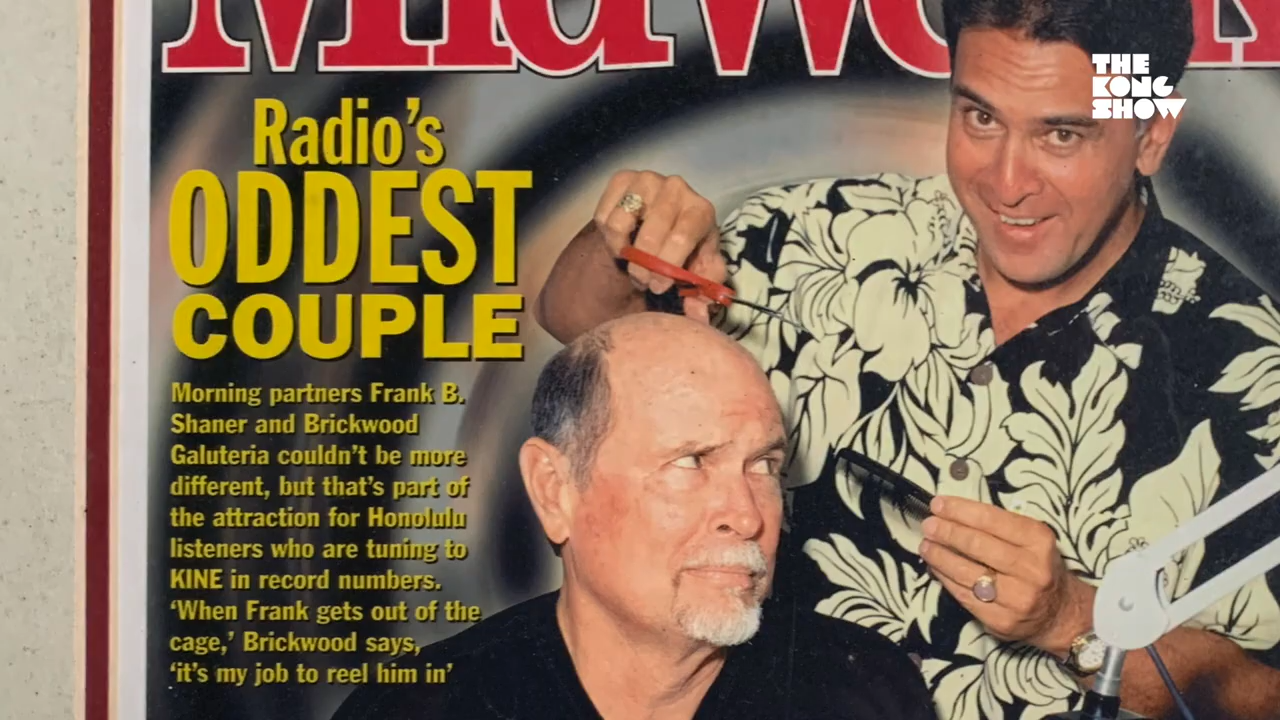 Midwe
THE
KONG
SHOW
Radio's
ODDEST
COUPLE
Morning partners Frank B.
Shaner and Brickwood
Galuteria couldn't be more
different, but that's part of
the attraction for Honolulu
listeners who are tuning to
KINE in record numbers.
'When Frank gets out of the
cage,' Brickwood says,
'it's my job to reel him in'